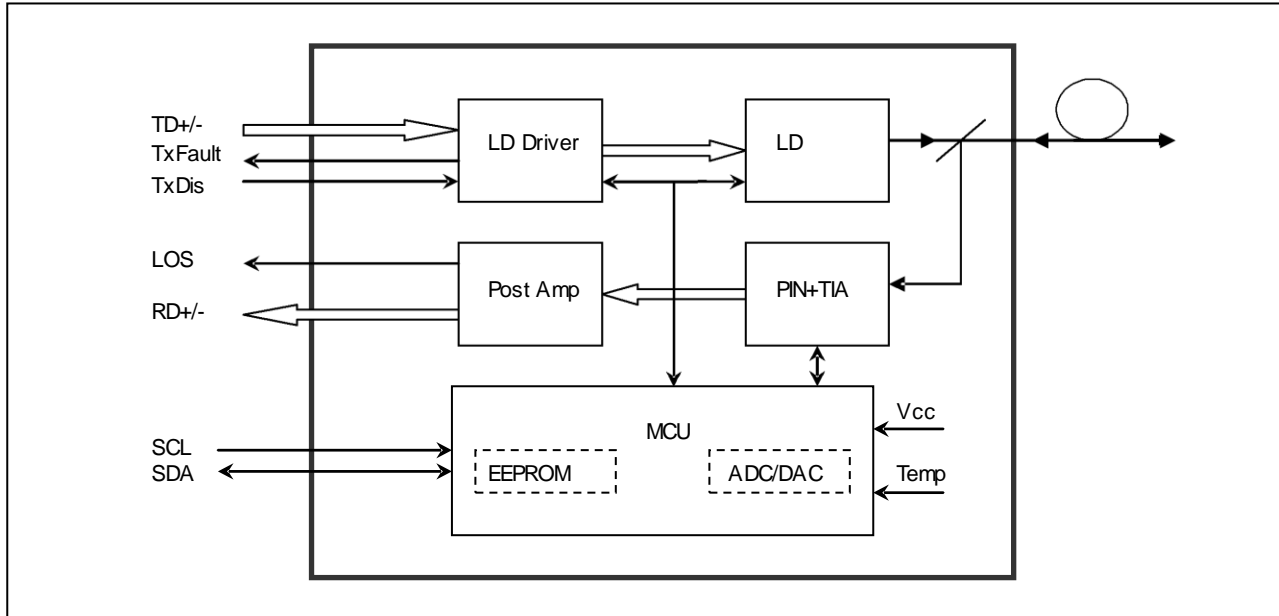 TD+/-
TxFault
TxDis
LD Driver
LD
LOS
RD+/-
Post Amp
PIN+TIA
SCL
SDA
MCU
EEPROM
ADC/DAC
Vcc
Temp